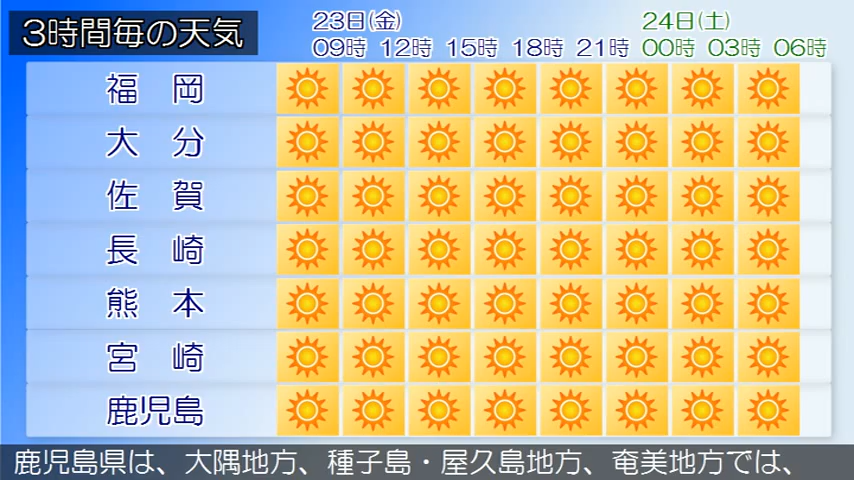 3時間毎の天気
23日(金) 24日(土)
09時 12時 15時 18時 21時 00時 03時 06時
福岡
大分
佐賀
長崎
熊本
宮崎
鹿児島
鹿児島県は、大隅地方、種子島・屋久島地方、奄美地方では、